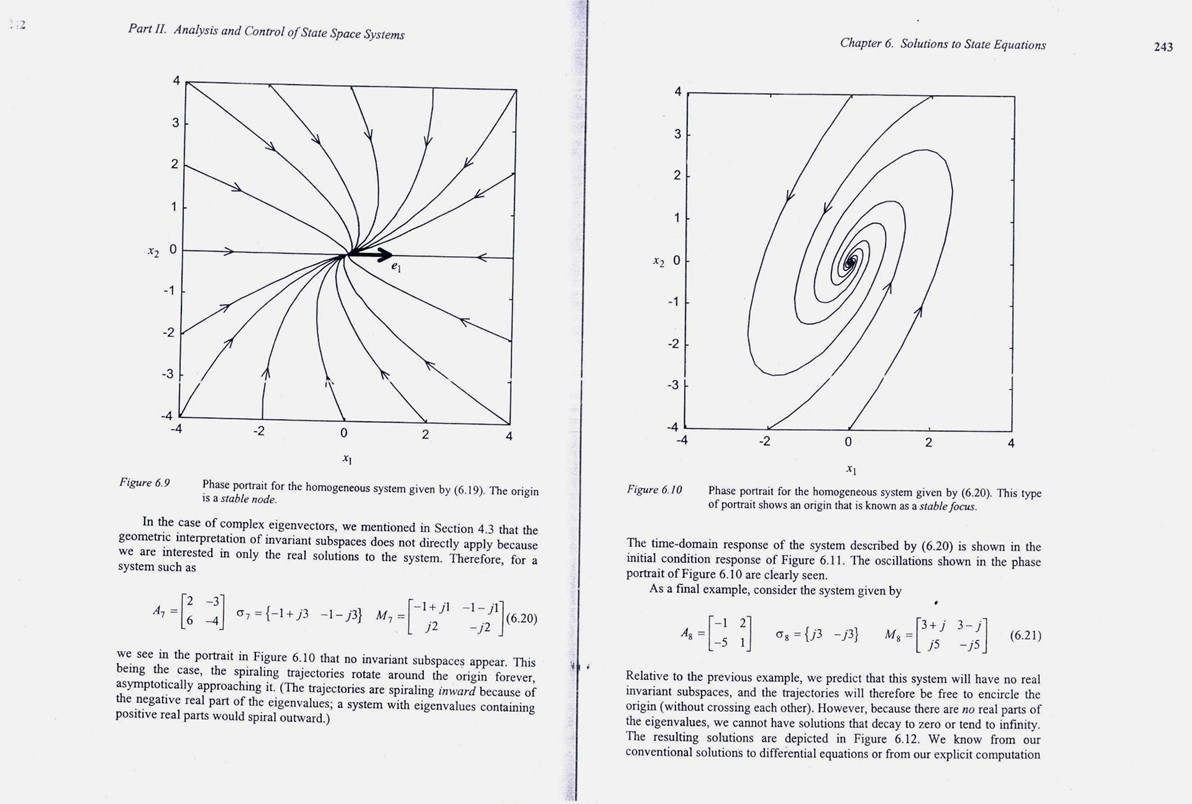 Part II. Analysis and Control of State Space Systems
4
3
2
1
x2 0
-1
-2
-3
-4
-4 -2 0 2 4
x1
e1
Figure 6.9 Phase portrait for the homogeneous system given by (6.19). The origin
is a stable node.
In the case of complex eigenvectors, we mentioned in Section 4.3 that the
geometric interpretation of invariant subspaces does not directly apply because
we are interested in only the real solutions to the system. Therefore, for a
system such as
A7 = [2 -3] σ7 = {-1+j3 -1-j3} M7 = [-1+j1 -1-j1] (6.20)
[6 -4] [j2 -j2]
we see in the portrait in Figure 6.10 that no invariant subspaces appear. This
being the case, the spiraling trajectories rotate around the origin forever,
asymptotically approaching it. (The trajectories are spiraling inward because of
the negative real part of the eigenvalues; a system with eigenvalues containing
positive real parts would spiral outward.)
Chapter 6. Solutions to State Equations 243
4
3
2
1
x2 0
-1
-2
-3
-4
-4 -2 0 2 4
x1
Figure 6.10 Phase portrait for the homogeneous system given by (6.20). This type
of portrait shows an origin that is known as a stable focus.
The time-domain response of the system described by (6.20) is shown in the
initial condition response of Figure 6.11. The oscillations shown in the phase
portrait of Figure 6.10 are clearly seen.
As a final example, consider the system given by
A8 = [-1 2] σ8 = {j3 -j3} M8 = [3+j 3-j] (6.21)
[-5 1] [j5 -j5]
Relative to the previous example, we predict that this system will have no real
invariant subspaces, and the trajectories will therefore be free to encircle the
origin (without crossing each other). However, because there are no real parts of
the eigenvalues, we cannot have solutions that decay to zero or tend to infinity.
The resulting solutions are depicted in Figure 6.12. We know from our
conventional solutions to differential equations or from our explicit computation